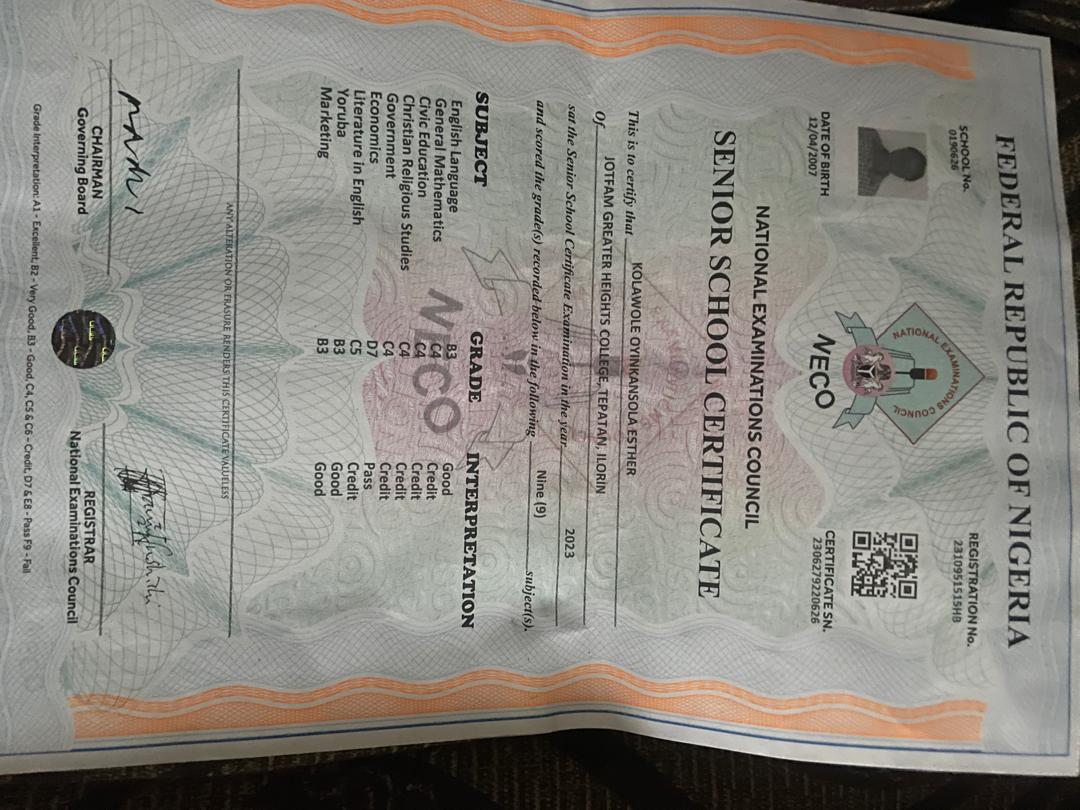 FEDERAL REPUBLIC OF NIGERIA
SCHOOL No.
0190626
REGISTRATION No.
2310951515HB
NATIONAL EXAMINATIONS COUNCIL
NECO
DATE OF BIRTH
12/04/2007
CERTIFICATE SN.
2306279220626
NATIONAL EXAMINATIONS COUNCIL
SENIOR SCHOOL CERTIFICATE
This is to certify that KOLAWOLE OYINKANSOLA ESTHER
Of JOTFAM GREATER HEIGHTS COLLEGE, TEPATAN, ILORIN
sat the Senior School Certificate Examination in the year 2023
and scored the grade(s) recorded below in the following Nine (9) subject(s).
SUBJECT GRADE INTERPRETATION
English Language B3 Good
General Mathematics C4 Credit
Civic Education C4 Credit
Christian Religious Studies C4 Credit
Government C4 Credit
Economics D7 Pass
Literature in English C5 Credit
Yoruba B3 Good
Marketing B3 Good
NECO
ANY ALTERATION OR ERASURE RENDERS THIS CERTIFICATE VALUELESS
CHAIRMAN
Governing Board
REGISTRAR
National Examinations Council
Grade Interpretation: A1 - Excellent, B2 - Very Good, B3 - Good, C4, C5 & C6 - Credit, D7 & E8 - Pass F9 - Fail